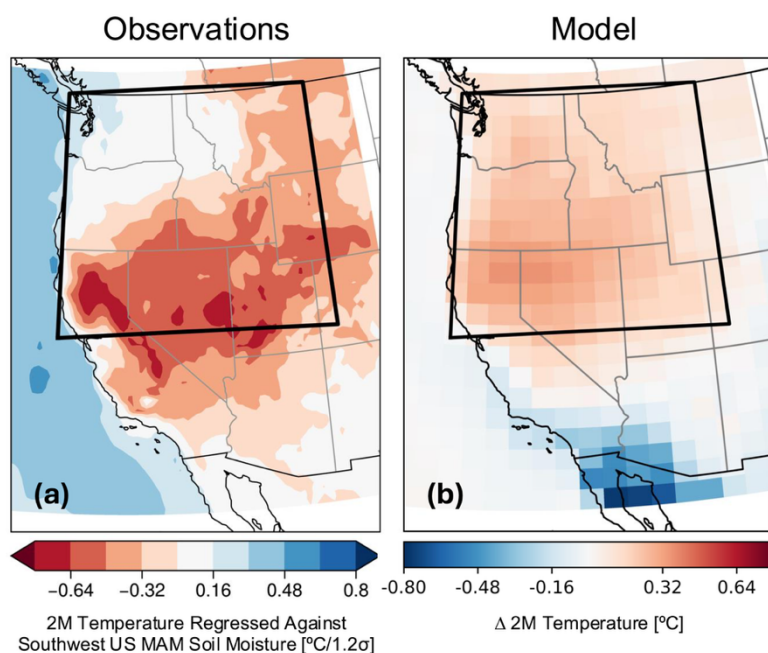 Observations
Model
(a)
(b)
−0.64 −0.32 0.16 0.48 0.8
-0.80 -0.48 -0.16 0.32 0.64
2M Temperature Regressed Against
Southwest US MAM Soil Moisture [ºC/1.2σ]
Δ 2M Temperature [ºC]